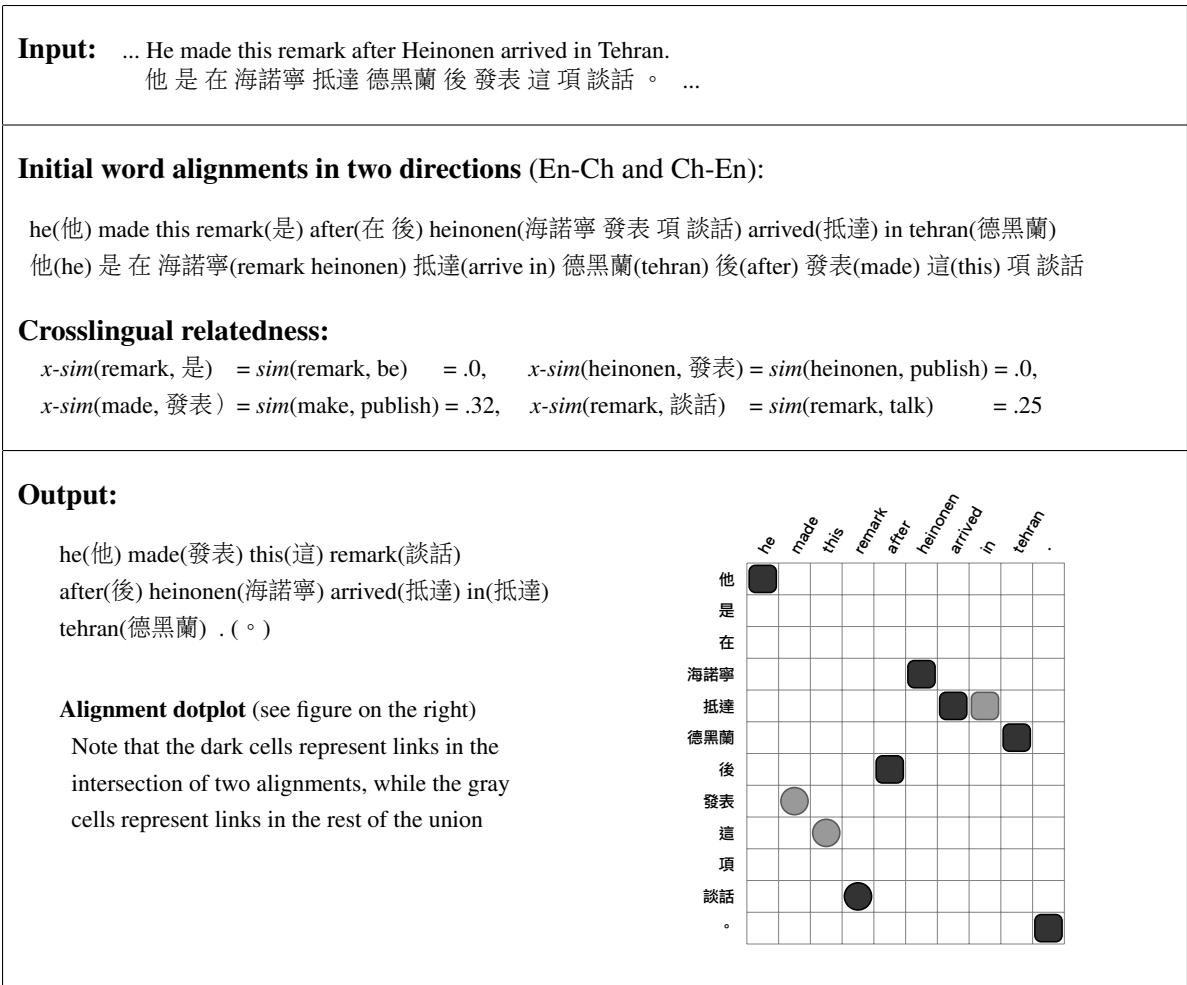 Input: ... He made this remark after Heinonen arrived in Tehran.
他 是 在 海諾寧 抵達 德黑蘭 後 發表 這 項 談話 。 ...
Initial word alignments in two directions (En-Ch and Ch-En):
he(他) made this remark(是) after(在 後) heinonen(海諾寧 發表 項 談話) arrived(抵達) in tehran(德黑蘭)
他(he) 是 在 海諾寧(remark heinonen) 抵達(arrive in) 德黑蘭(tehran) 後(after) 發表(made) 這(this) 項 談話
Crosslingual relatedness:
x-sim(remark, 是) = sim(remark, be) = .0, x-sim(heinonen, 發表) = sim(heinonen, publish) = .0,
x-sim(made, 發表） = sim(make, publish) = .32, x-sim(remark, 談話) = sim(remark, talk) = .25
Output:
he(他) made(發表) this(這) remark(談話)
after(後) heinonen(海諾寧) arrived(抵達) in(抵達)
tehran(德黑蘭) . (。)
Alignment dotplot (see figure on the right)
Note that the dark cells represent links in the
intersection of two alignments, while the gray
cells represent links in the rest of the union
he made this remark after heinonen arrived in tehran .
他
是
在
海諾寧
抵達
德黑蘭
後
發表
這
項
談話
。